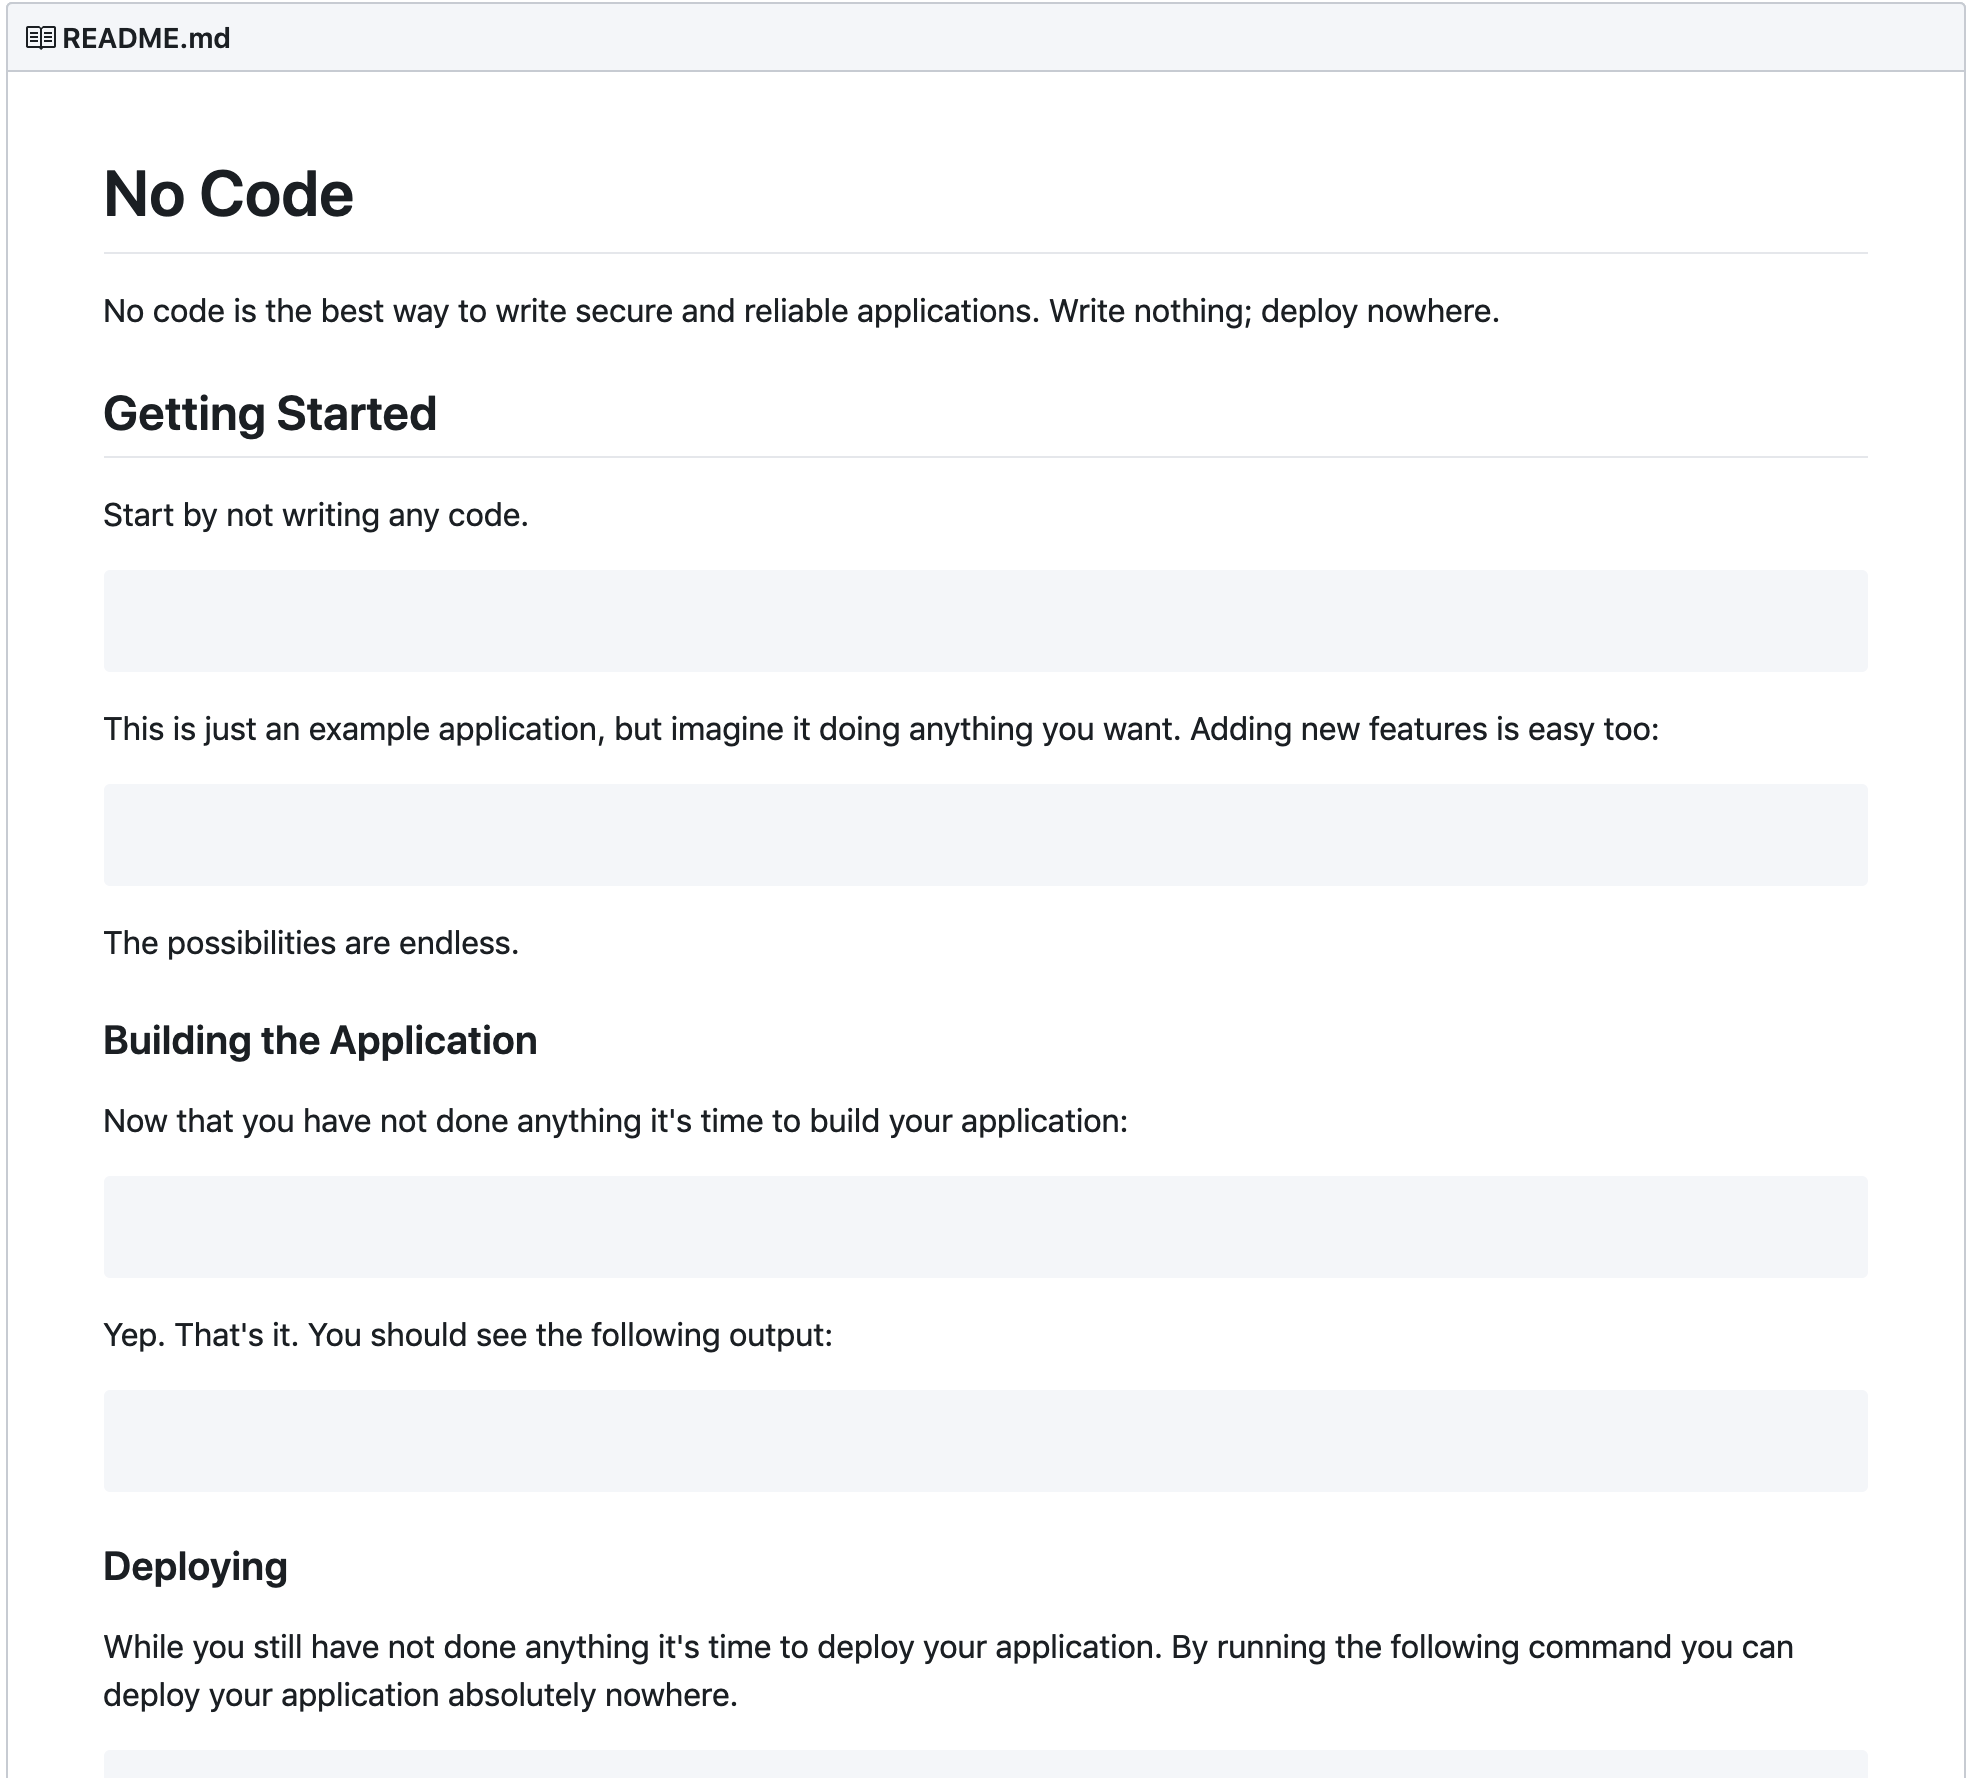 README.md
No Code
No code is the best way to write secure and reliable applications. Write nothing; deploy nowhere.
Getting Started
Start by not writing any code.
This is just an example application, but imagine it doing anything you want. Adding new features is easy too:
The possibilities are endless.
Building the Application
Now that you have not done anything it's time to build your application:
Yep. That's it. You should see the following output:
Deploying
While you still have not done anything it's time to deploy your application. By running the following command you can
deploy your application absolutely nowhere.